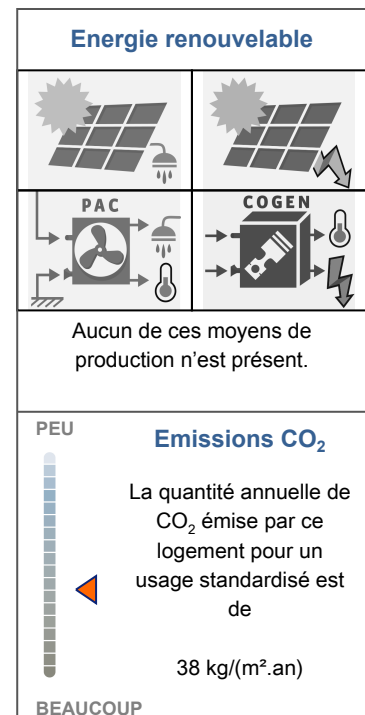 Energie renouvelable
PAC
COGEN
Aucun de ces moyens de
production n'est présent.
PEU
Emissions CO₂
La quantité annuelle de
CO₂ émise par ce
logement pour un
usage standardisé est
de
38 kg/(m².an)
BEAUCOUP